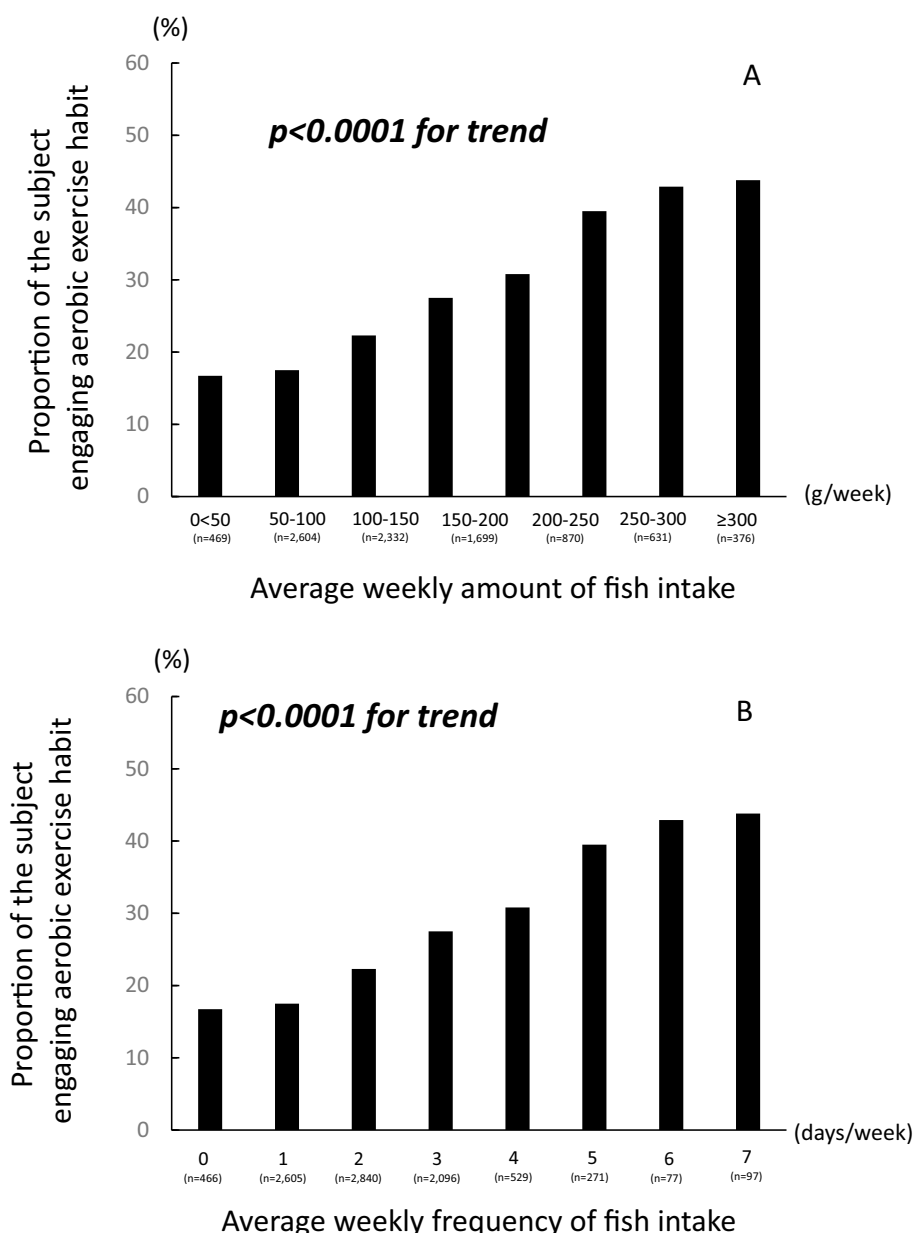 (%)
A
p<0.0001 for trend
60
50
40
30
20
10
0
Proportion of the subject
engaging aerobic exercise habit
(g/week)
0<50 50-100 100-150 150-200 200-250 250-300 ≥300
(n=469) (n=2,604) (n=2,332) (n=1,699) (n=870) (n=631) (n=376)
Average weekly amount of fish intake
(%)
B
p<0.0001 for trend
60
50
40
30
20
10
0
Proportion of the subject
engaging aerobic exercise habit
(days/week)
0 1 2 3 4 5 6 7
(n=466) (n=2,605) (n=2,840) (n=2,096) (n=529) (n=271) (n=77) (n=97)
Average weekly frequency of fish intake